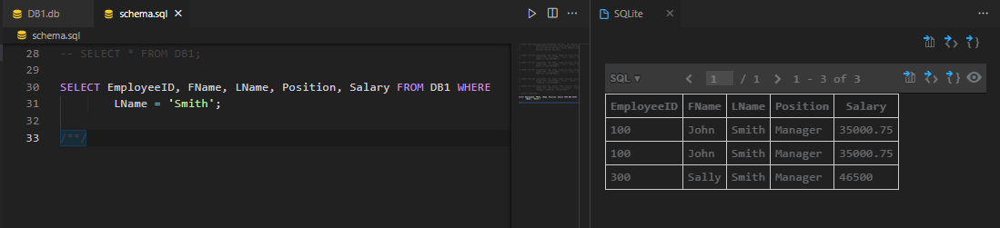 DB1.db schema.sql
schema.sql
28 -- SELECT * FROM DB1;
29
30 SELECT EmployeeID, FName, LName, Position, Salary FROM DB1 WHERE
31 LName = 'Smith';
32
33 /**/
SQLite
SQL 1 / 1 1 - 3 of 3
EmployeeID FName LName Position Salary
100 John Smith Manager 35000.75
100 John Smith Manager 35000.75
300 Sally Smith Manager 46500